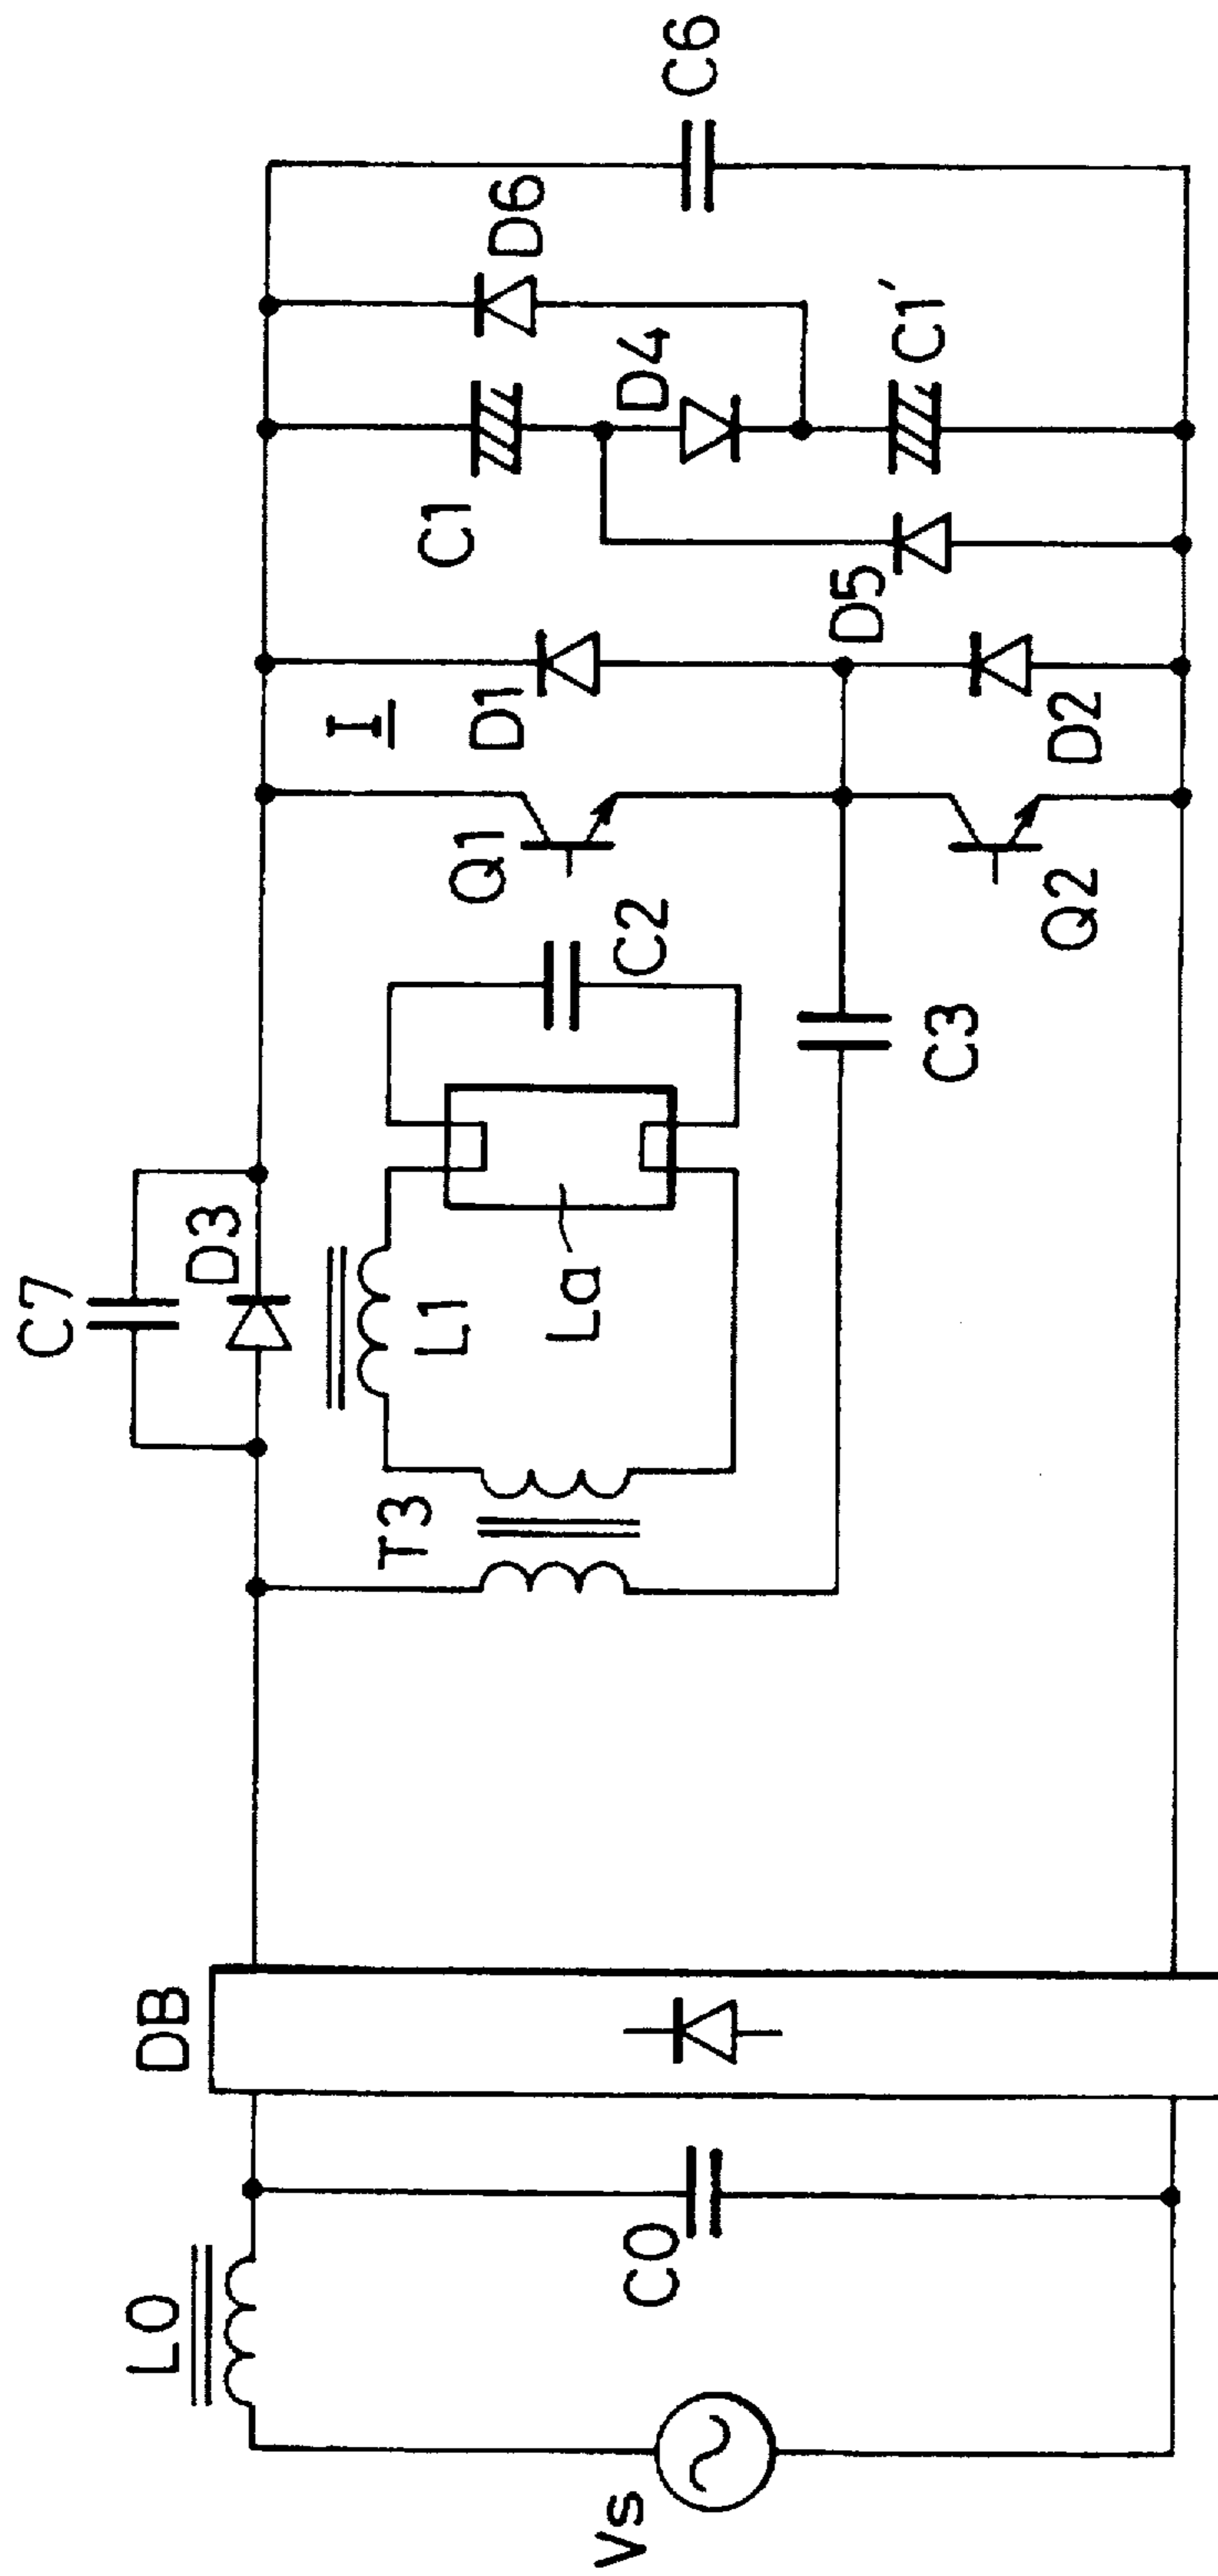 C7
L0
DB
D3
T3
L1
La
C2
I
Q1
D1
C1
D6
D4
C6
Vs
C0
C3
Q2
D2
D5
C1′